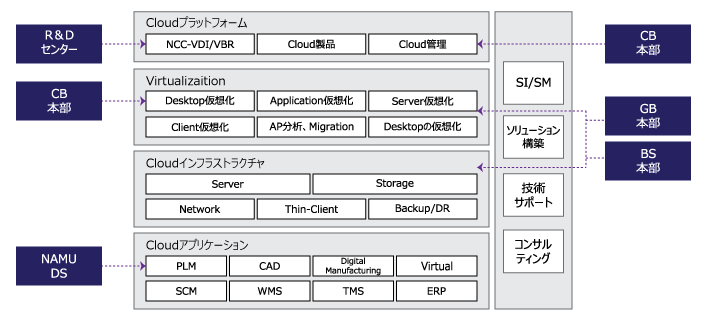 R&D
センター
CB
本部
NAMU
DS
Cloudプラットフォーム
NCC-VDI/VBR
Cloud製品
Cloud管理
Virtualizaition
Desktop仮想化
Application仮想化
Server仮想化
Client仮想化
AP分析、Migration
Desktopの仮想化
Cloudインフラストラクチャ
Server
Storage
Network
Thin-Client
Backup/DR
Cloudアプリケーション
PLM
CAD
Digital
Manufacturing
Virtual
SCM
WMS
TMS
ERP
SI/SM
ソリューション
構築
技術
サポート
コンサル
ティング
CB
本部
GB
本部
BS
本部